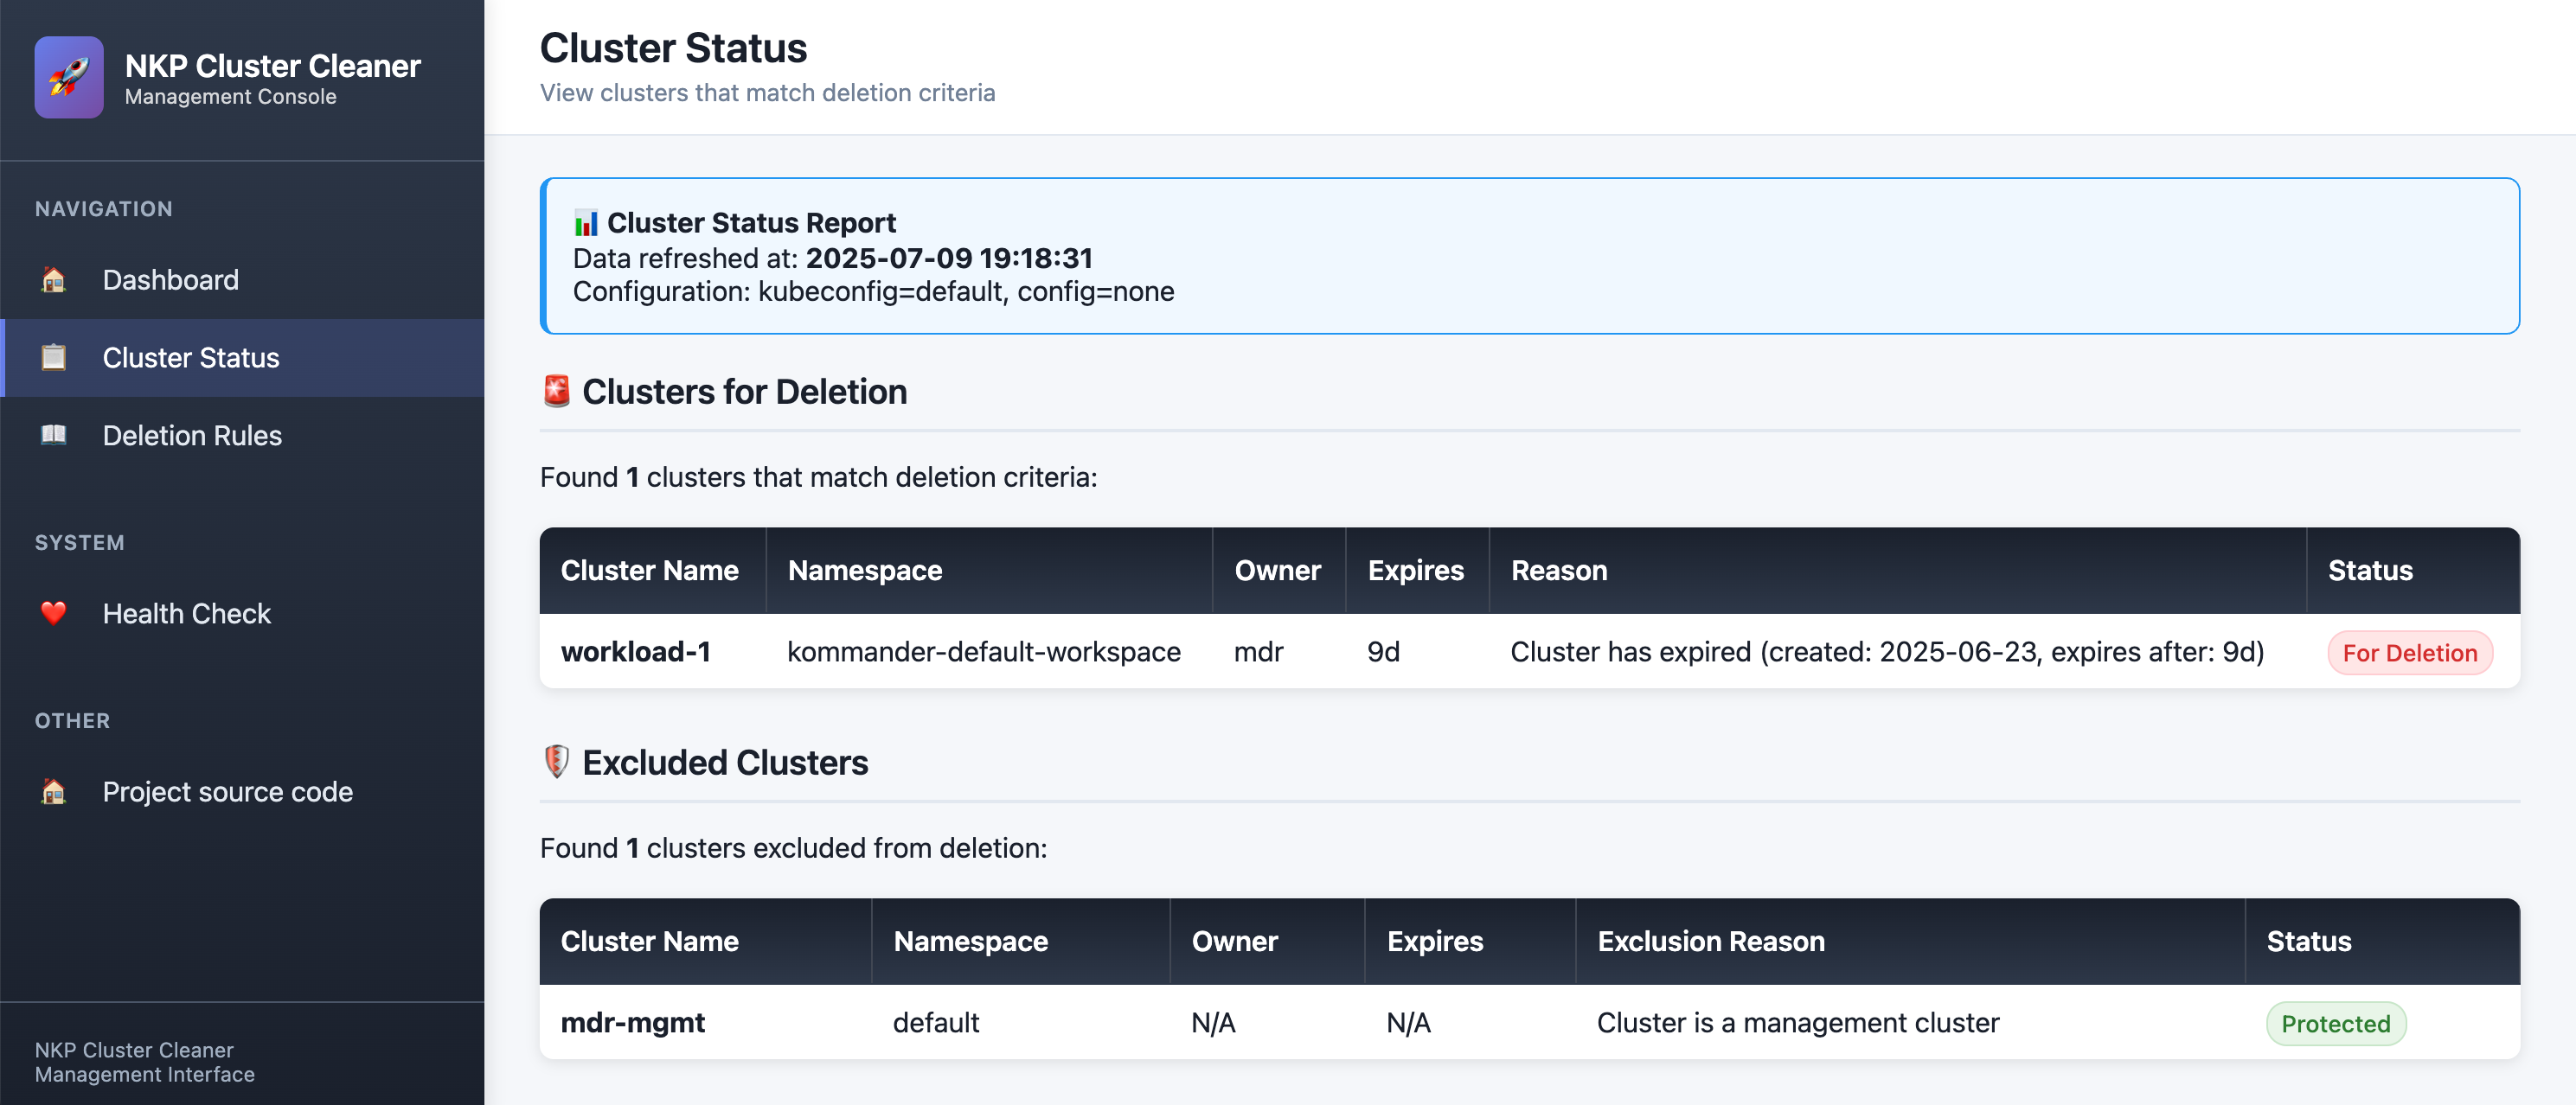 NKP Cluster Cleaner
Management Console
NAVIGATION
Dashboard
Cluster Status
Deletion Rules
SYSTEM
Health Check
OTHER
Project source code
NKP Cluster Cleaner
Management Interface
Cluster Status
View clusters that match deletion criteria
Cluster Status Report
Data refreshed at: 2025-07-09 19:18:31
Configuration: kubeconfig=default, config=none
Clusters for Deletion
Found 1 clusters that match deletion criteria:
Cluster Name Namespace Owner Expires Reason Status
workload-1 kommander-default-workspace mdr 9d Cluster has expired (created: 2025-06-23, expires after: 9d) For Deletion
Excluded Clusters
Found 1 clusters excluded from deletion:
Cluster Name Namespace Owner Expires Exclusion Reason Status
mdr-mgmt default N/A N/A Cluster is a management cluster Protected